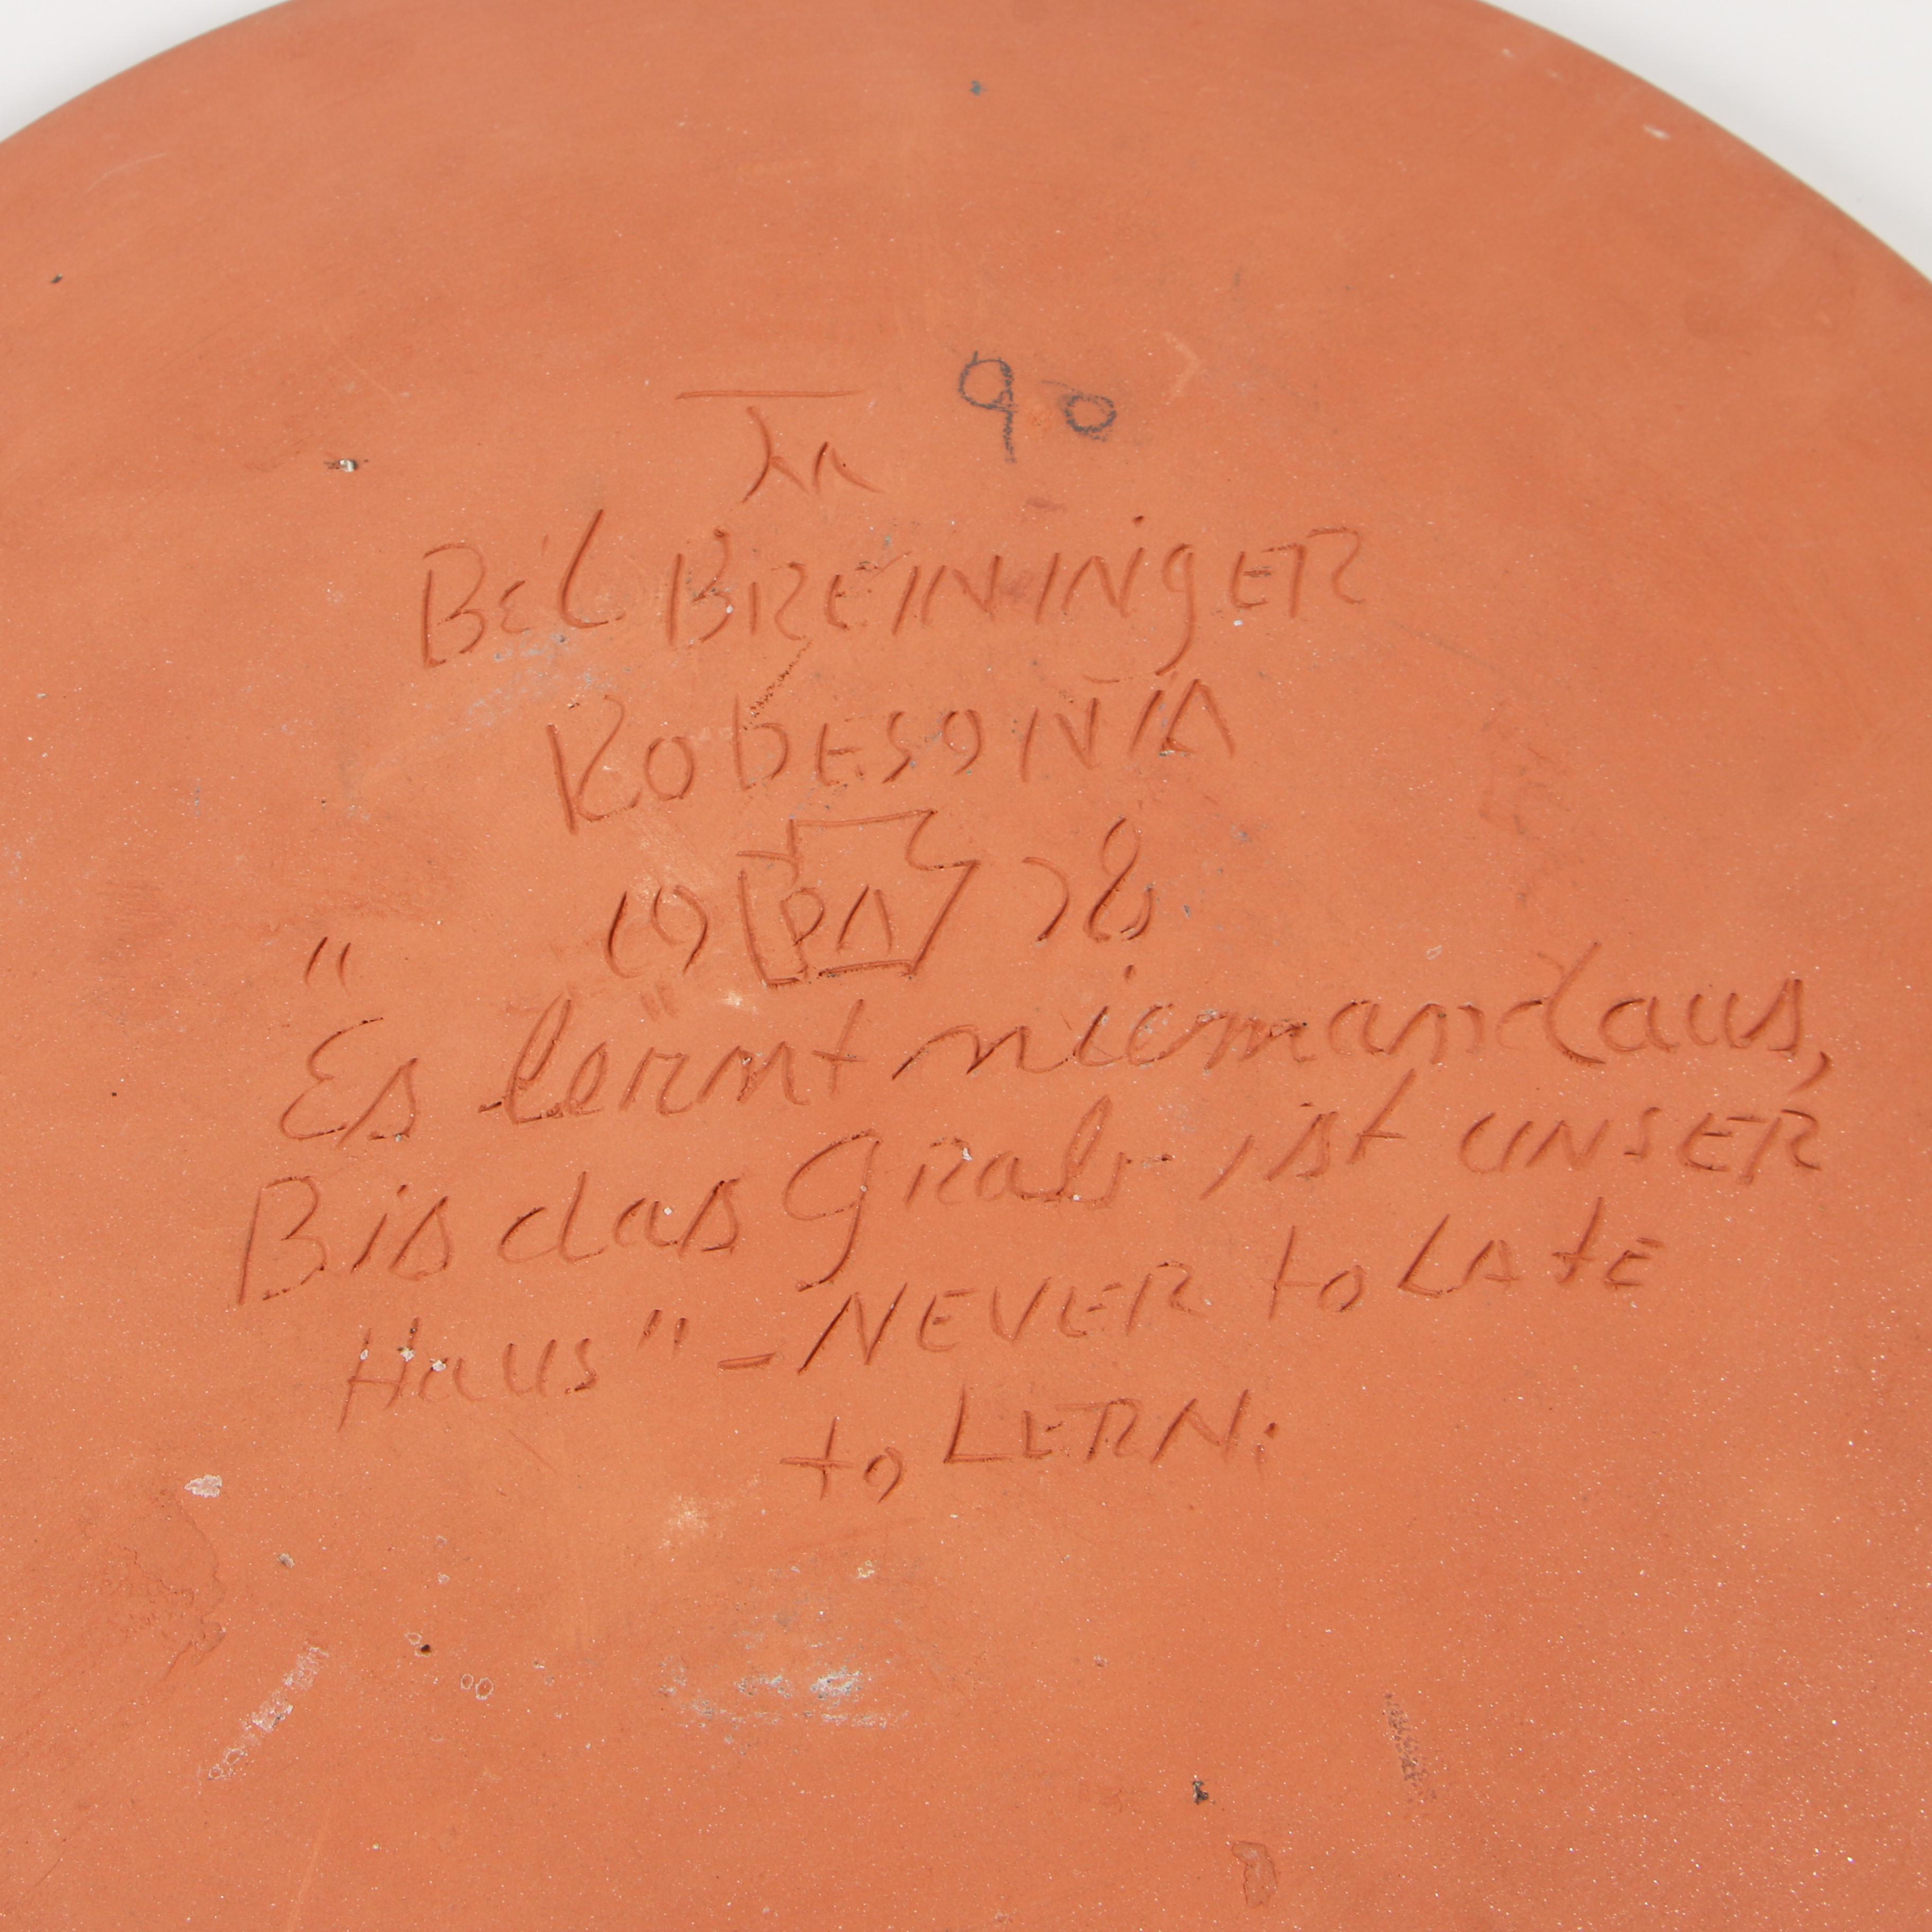 90
BEL BREININGER
ROBESONIA
19 PA 78
"Es lernt niemand aus,
Bis das Grab ist UNSER
Haus" - NEVER to LATE
to LERN.